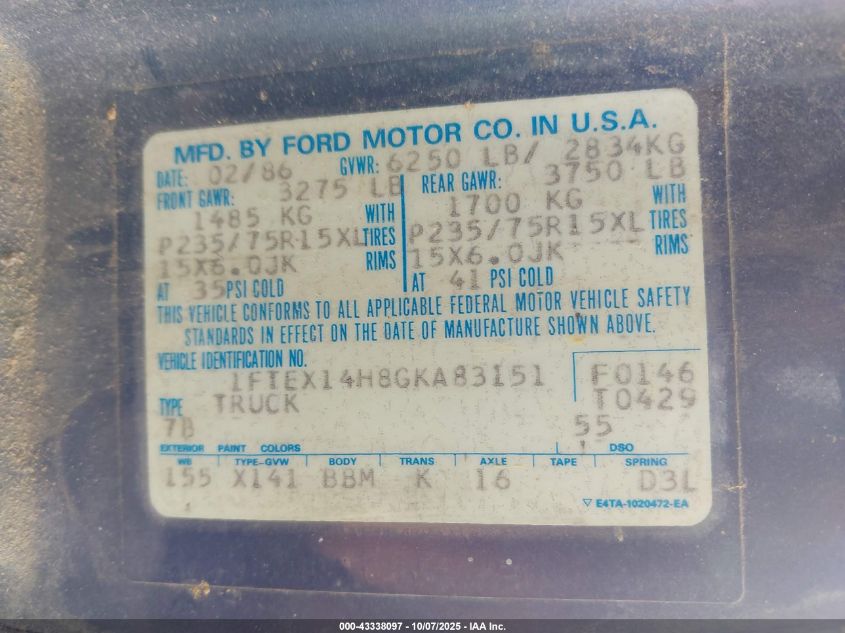 MFD. BY FORD MOTOR CO. IN U.S.A.
DATE: 02/86 GVWR: 6250 LB/ 2834KG
FRONT GAWR: 3275 LB REAR GAWR: 3750 LB
1485 KG WITH 1700 KG WITH
P235/75R15XL TIRES P235/75R15XL TIRES
15X6.0JK RIMS 15X6.0JK RIMS
AT 35 PSI COLD AT 41 PSI COLD
THIS VEHICLE CONFORMS TO ALL APPLICABLE FEDERAL MOTOR VEHICLE SAFETY
STANDARDS IN EFFECT ON THE DATE OF MANUFACTURE SHOWN ABOVE.
VEHICLE IDENTIFICATION NO.
1FTEX14H8GKA83151 F0146
TYPE TRUCK T0429
7B 55
EXTERIOR PAINT COLORS DSO
WB TYPE-GVW BODY TRANS AXLE TAPE SPRING
155 X141 BBM K 16 D3L
E4TA-1020472-EA
000-43338097 - 10/07/2025 - IAA Inc.